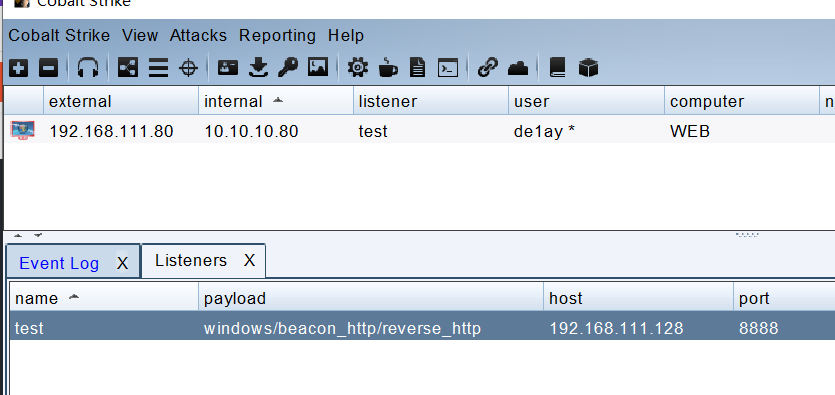 Cobalt Strike
Cobalt Strike View Attacks Reporting Help
external internal listener user computer n
192.168.111.80 10.10.10.80 test de1ay * WEB
Event Log X Listeners X
name payload host port
test windows/beacon_http/reverse_http 192.168.111.128 8888